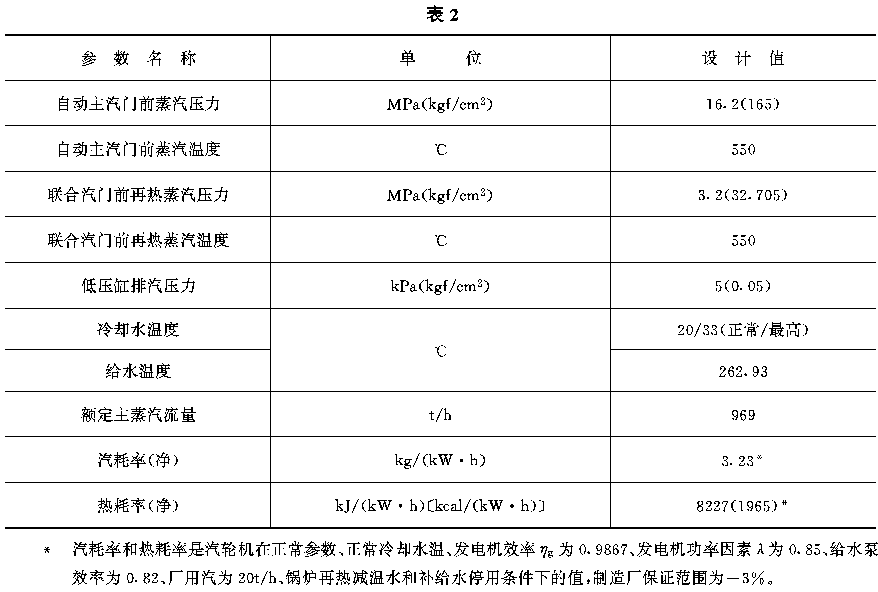 表 2
参 数 名 称 单 位 设 计 值
自动主汽门前蒸汽压力 MPa(kgf/cm²) 16.2(165)
自动主汽门前蒸汽温度 ℃ 550
联合汽门前再热蒸汽压力 MPa(kgf/cm²) 3.2(32.705)
联合汽门前再热蒸汽温度 ℃ 550
低压缸排汽压力 kPa(kgf/cm²) 5(0.05)
冷却水温度 ℃ 20/33(正常/最高)
给水温度 262.93
额定主蒸汽流量 t/h 969
汽耗率(净) kg/(kW·h) 3.23*
热耗率(净) kJ/(kW·h)〔kcal/(kW·h)〕 8227(1965)*
* 汽耗率和热耗率是汽轮机在正常参数、正常冷却水温、发电机效率 ηg 为 0.9867、发电机功率因素 λ 为 0.85、给水泵
效率为 0.82、厂用汽为 20t/h、锅炉再热减温水和补给水停用条件下的值,制造厂保证范围为-3%。